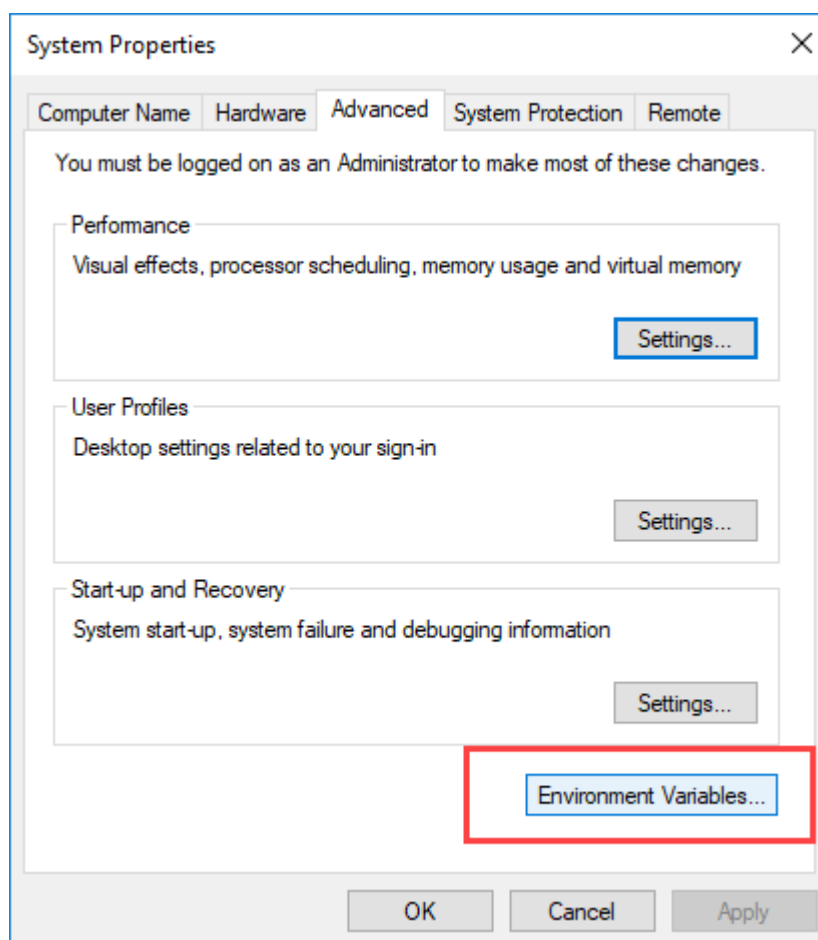 System Properties
Computer Name Hardware Advanced System Protection Remote
You must be logged on as an Administrator to make most of these changes.
Performance
Visual effects, processor scheduling, memory usage and virtual memory
Settings...
User Profiles
Desktop settings related to your sign-in
Settings...
Start-up and Recovery
System start-up, system failure and debugging information
Settings...
Environment Variables...
OK Cancel Apply